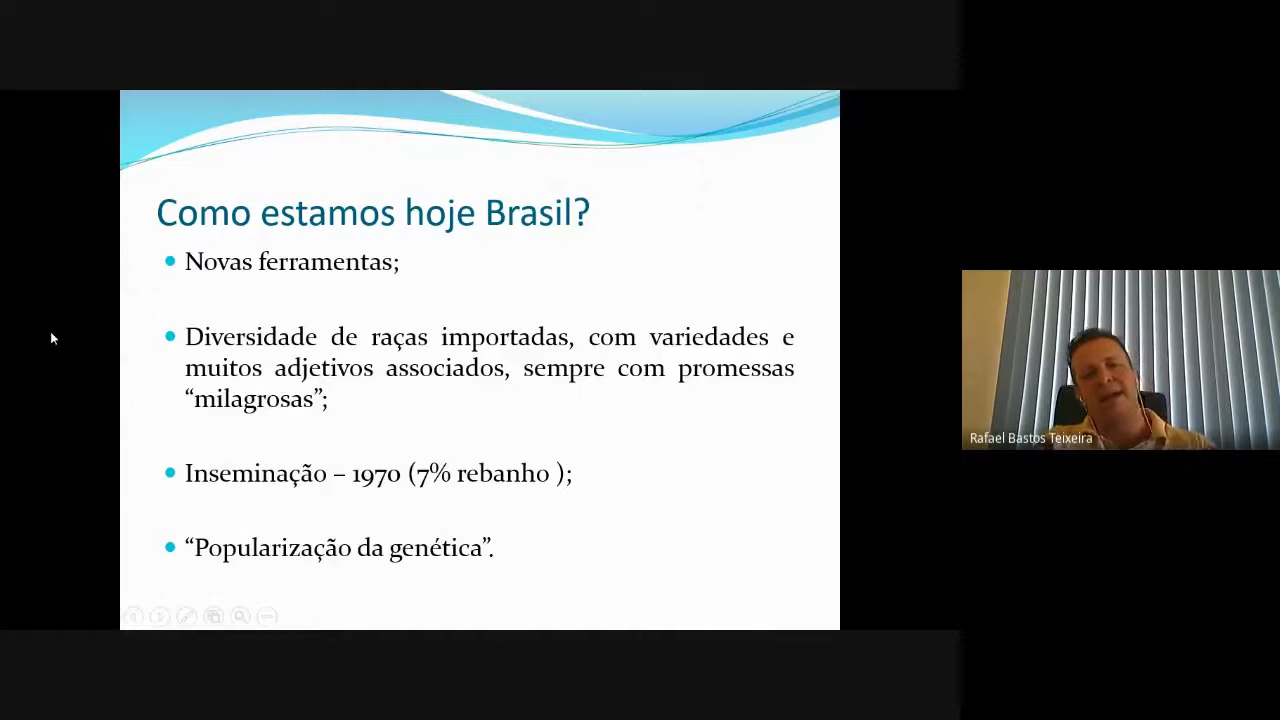 Como estamos hoje Brasil?
Novas ferramentas;
Diversidade de raças importadas, com variedades e
muitos adjetivos associados, sempre com promessas
“milagrosas”;
Inseminação – 1970 (7% rebanho );
“Popularização da genética”.
Rafael Bastos Teixeira